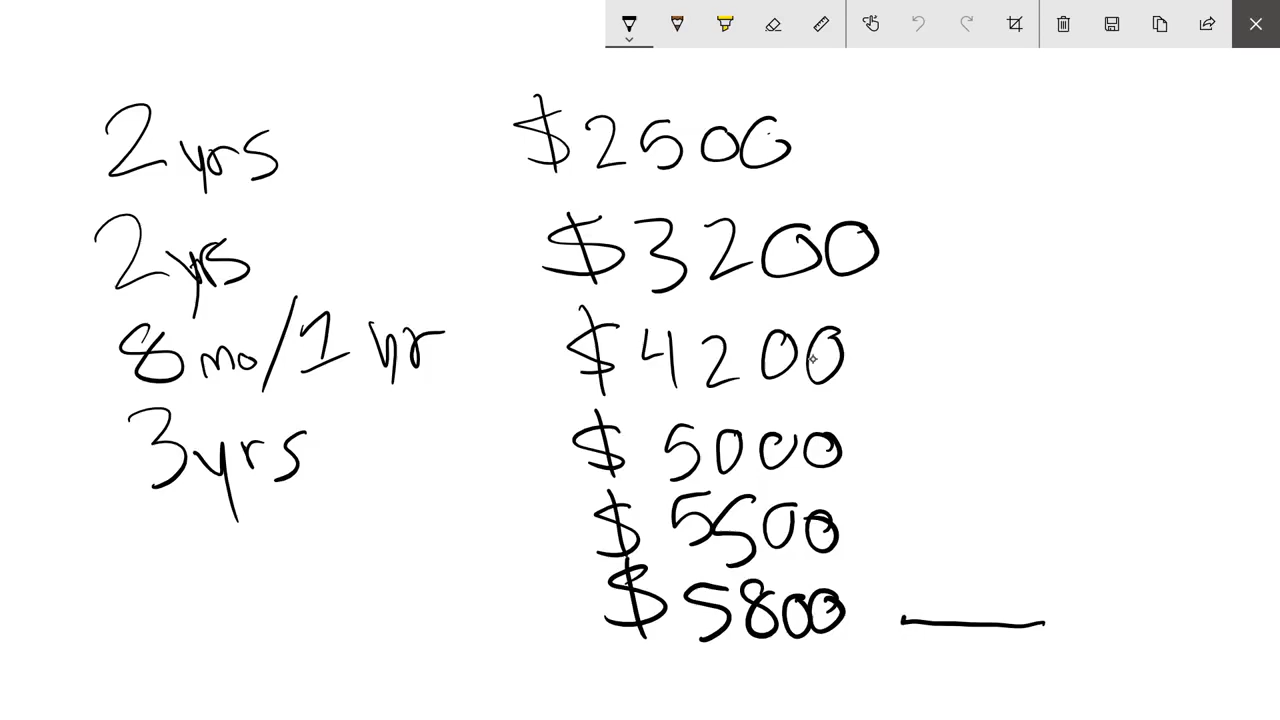 2 yrs $2500
2 yrs $3200
8 mo/1 yr $4200
3 yrs $5000
$5500
$5800